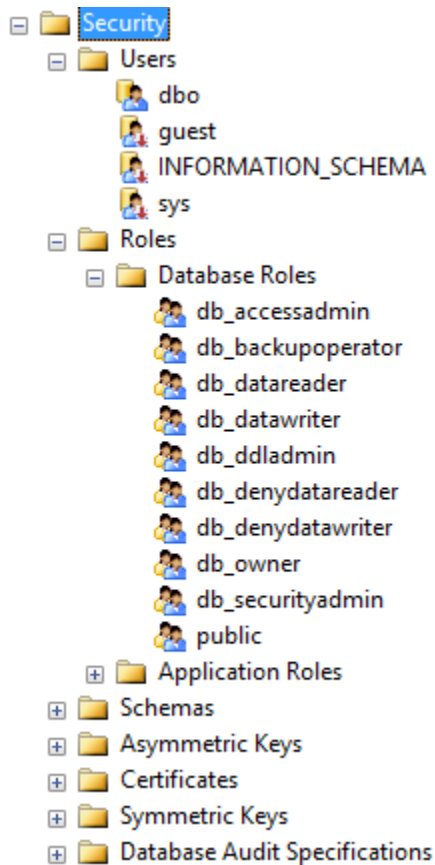 Security
Users
dbo
guest
INFORMATION_SCHEMA
sys
Roles
Database Roles
db_accessadmin
db_backupoperator
db_datareader
db_datawriter
db_ddladmin
db_denydatareader
db_denydatawriter
db_owner
db_securityadmin
public
Application Roles
Schemas
Asymmetric Keys
Certificates
Symmetric Keys
Database Audit Specifications